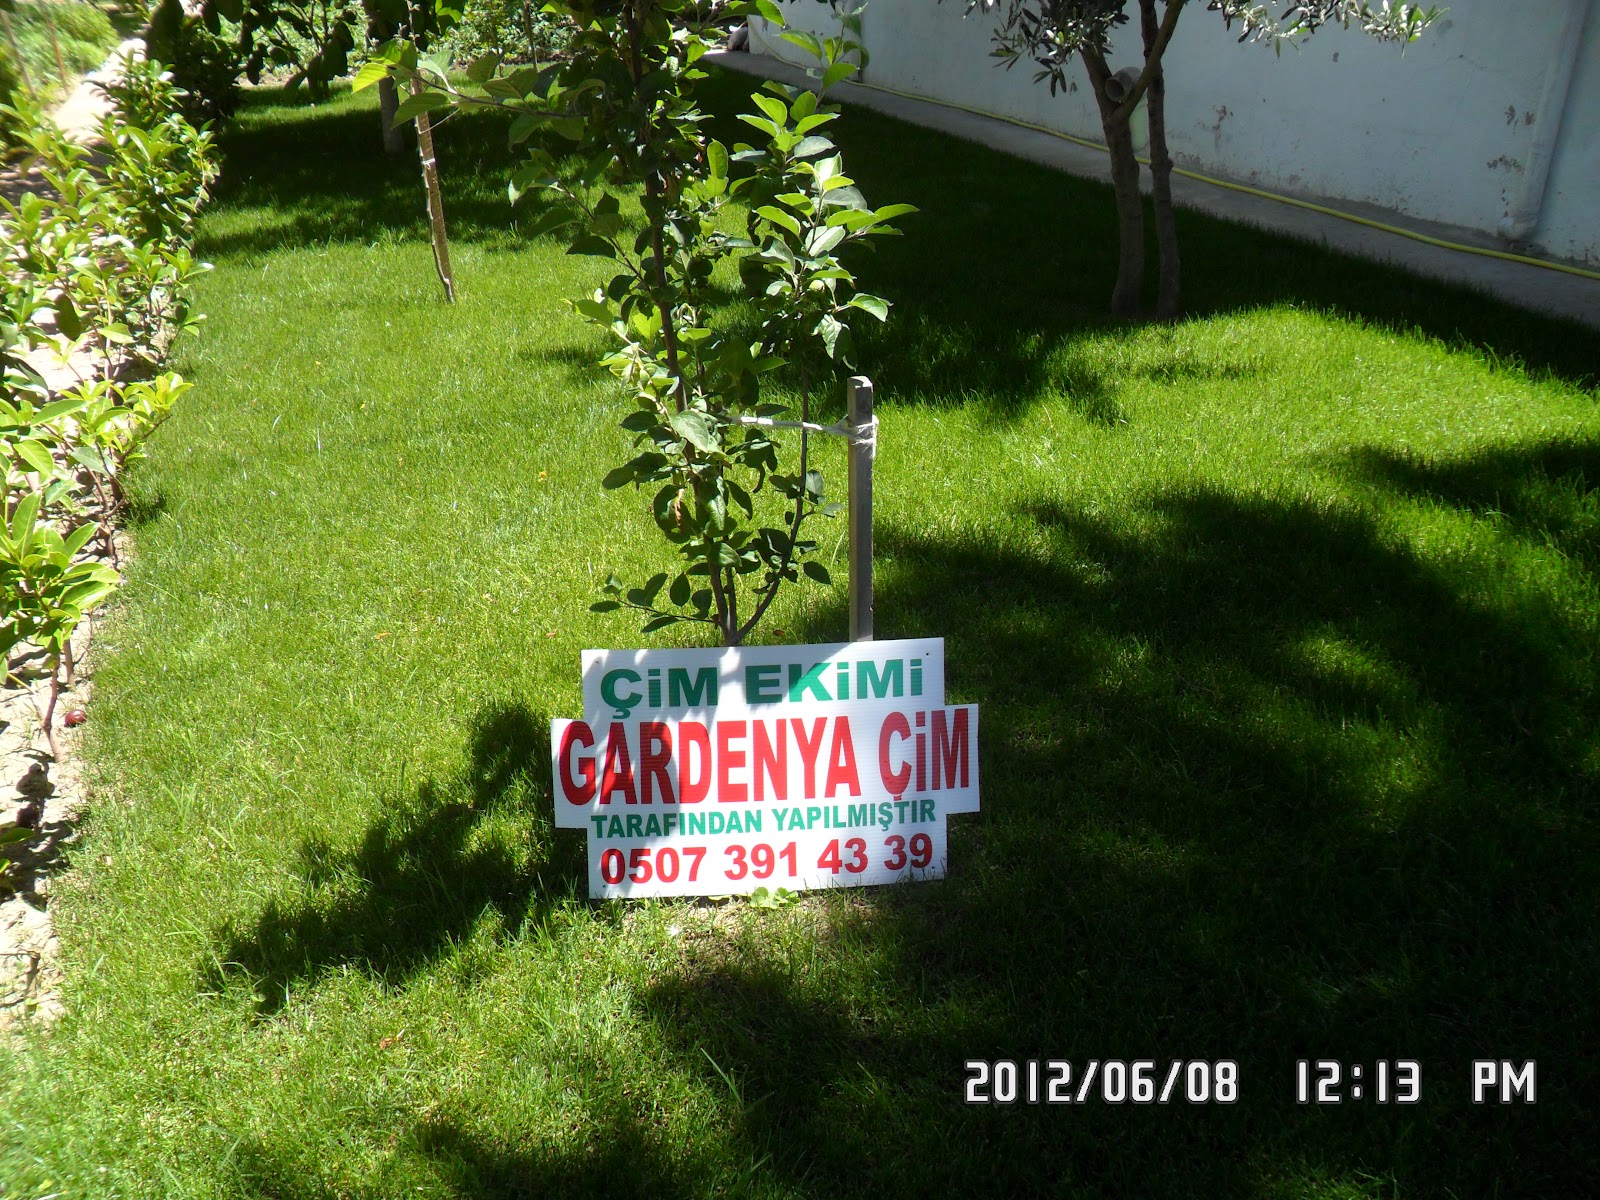 ÇiM EKiMi
GARDENYA ÇiM
TARAFINDAN YAPILMIŞTIR
0507 391 43 39
2012/06/08 12:13 PM